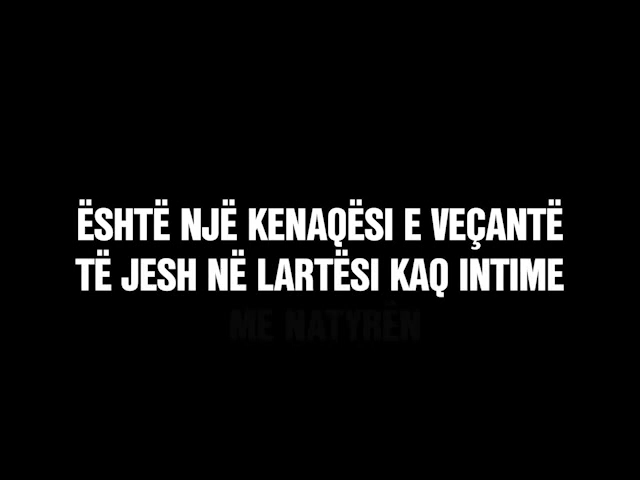 ËSHTË NJË KENAQËSI E VEÇANTË
TË JESH NË LARTËSI KAQ INTIME
ME NATYRËN